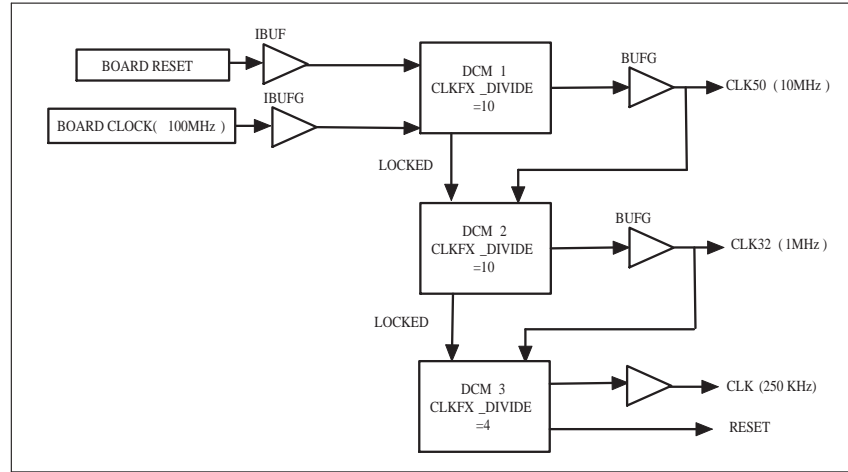 IBUF
BOARD RESET
IBUFG
BOARD CLOCK( 100MHz )
DCM 1
CLKFX _DIVIDE
=10
BUFG
CLK50 ( 10MHz )
LOCKED
DCM 2
CLKFX _DIVIDE
=10
BUFG
CLK32 ( 1MHz )
LOCKED
DCM 3
CLKFX _DIVIDE
=4
CLK (250 KHz)
RESET